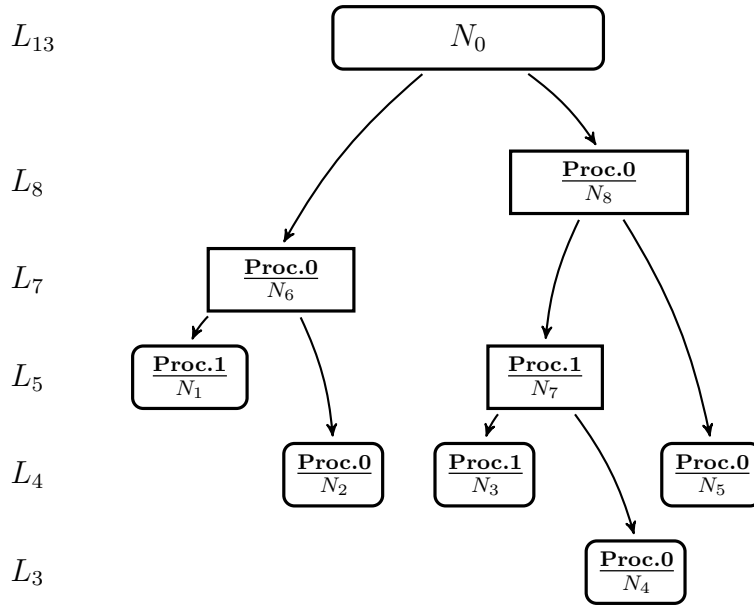 L₁₃ N₀
L₈ Proc.0
N₈
L₇ Proc.0
N₆
L₅ Proc.1 Proc.1
N₁ N₇
L₄ Proc.0 Proc.1 Proc.0
N₂ N₃ N₅
L₃ Proc.0
N₄